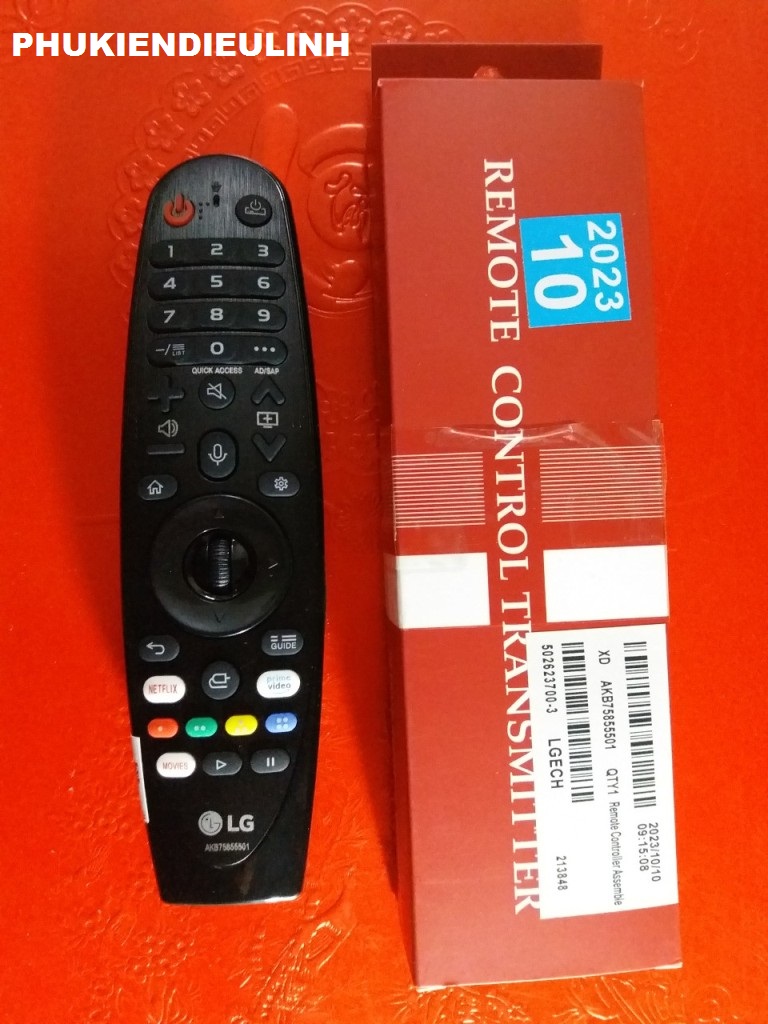 PHUKIENDIEULINH
1 2 3
4 5 6
7 8 9
-/ LIST 0 •••
QUICK ACCESS AD/SAP
GUIDE
NETFLIX
prime video
MOVIES
LG
AKB75855501
REMOTE CONTROL TRANSMITTER
2023
10
2023/10/10
09:15:08
XD AKB75855501 QTY1 Remote Controller Assemble
502623700-3 LGECH 213848